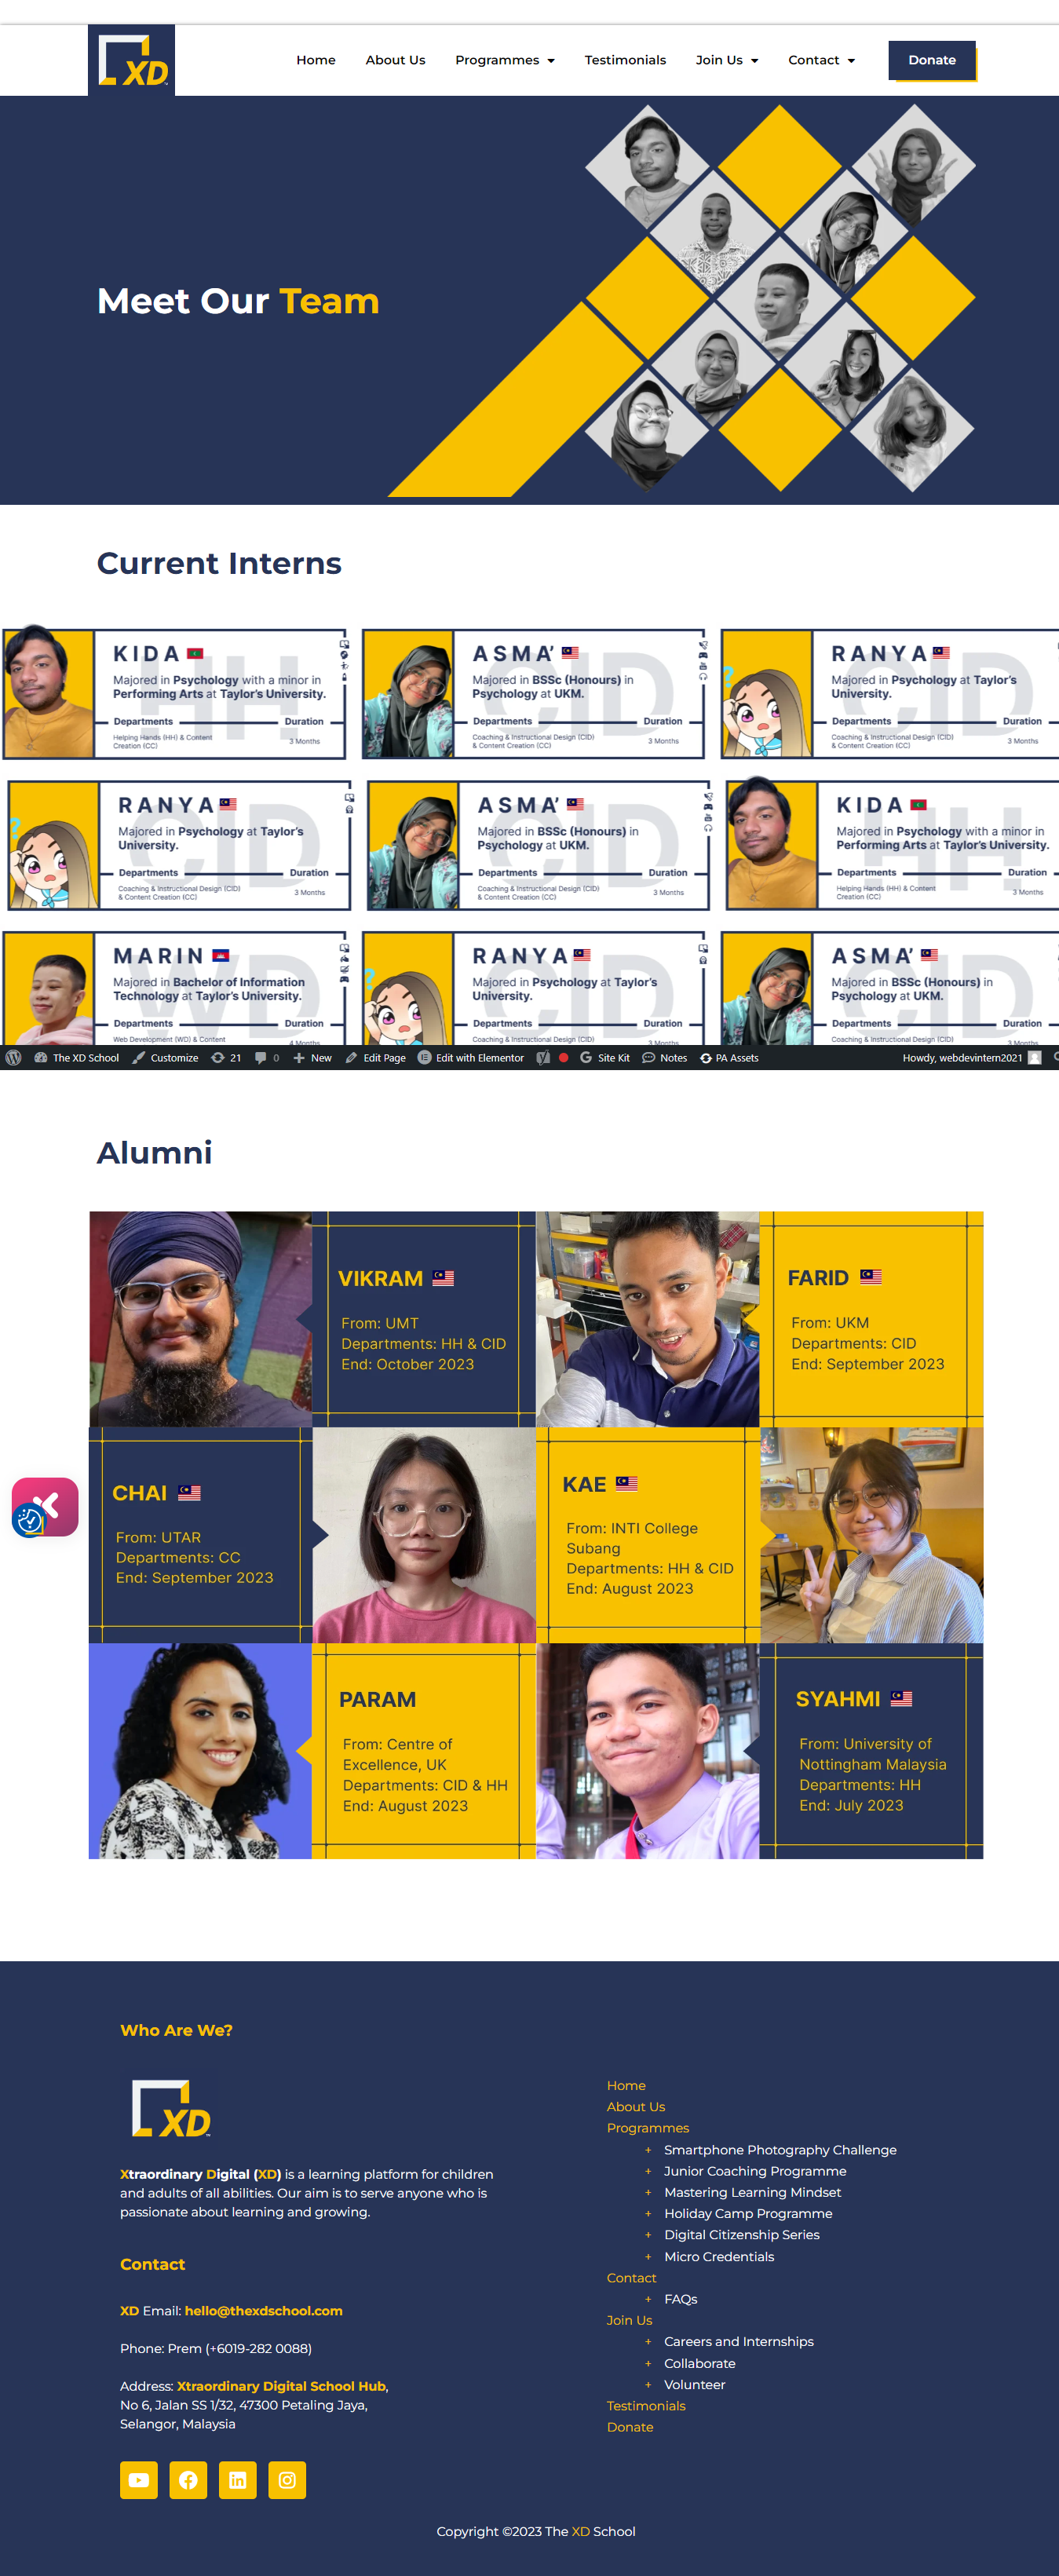 XD
Home About Us Programmes Testimonials Join Us Contact Donate
Meet Our Team
Current Interns
HH
KIDA
Majored in Psychology with a minor in
Performing Arts at Taylor's University.
Departments Duration
Helping Hands (HH) & Content
Creation (CC)
3 Months
CID
ASMA'
Majored in BSSc (Honours) in
Psychology at UKM.
Departments Duration
Coaching & Instructional Design (CID)
& Content Creation (CC)
3 Months
CID
RANYA
Majored in Psychology at Taylor's
University.
Departments Duration
Coaching & Instructional Design (CID)
& Content Creation (CC)
3 Months
CID
RANYA
Majored in Psychology at Taylor's
University.
Departments Duration
Coaching & Instructional Design (CID)
& Content Creation (CC)
3 Months
CID
ASMA'
Majored in BSSc (Honours) in
Psychology at UKM.
Departments Duration
Coaching & Instructional Design (CID)
& Content Creation (CC)
3 Months
HH
KIDA
Majored in Psychology with a minor in
Performing Arts at Taylor's University.
Departments Duration
Helping Hands (HH) & Content
Creation (CC)
3 Months
WD
MARIN
Majored in Bachelor of Information
Technology at Taylor's University.
Departments Duration
Web Development (WD) & Content
4 Months
CID
RANYA
Majored in Psychology at Taylor's
University.
Departments Duration
Coaching & Instructional Design (CID)
3 Months
CID
ASMA'
Majored in BSSc (Honours) in
Psychology at UKM.
Departments Duration
Coaching & Instructional Design (CID)
3 Months
The XD School Customize 21 0 New Edit Page Edit with Elementor Site Kit Notes PA Assets Howdy, webdevintern2021
Alumni
VIKRAM
From: UMT
Departments: HH & CID
End: October 2023
FARID
From: UKM
Departments: CID
End: September 2023
CHAI
From: UTAR
Departments: CC
End: September 2023
KAE
From: INTI College
Subang
Departments: HH & CID
End: August 2023
PARAM
From: Centre of
Excellence, UK
Departments: CID & HH
End: August 2023
SYAHMI
From: University of
Nottingham Malaysia
Departments: HH
End: July 2023
Who Are We?
XD
Xtraordinary Digital (XD) is a learning platform for children
and adults of all abilities. Our aim is to serve anyone who is
passionate about learning and growing.
Contact
XD Email: hello@thexdschool.com
Phone: Prem (+6019-282 0088)
Address: Xtraordinary Digital School Hub,
No 6, Jalan SS 1/32, 47300 Petaling Jaya,
Selangor, Malaysia
Home
About Us
Programmes
+ Smartphone Photography Challenge
+ Junior Coaching Programme
+ Mastering Learning Mindset
+ Holiday Camp Programme
+ Digital Citizenship Series
+ Micro Credentials
Contact
+ FAQs
Join Us
+ Careers and Internships
+ Collaborate
+ Volunteer
Testimonials
Donate
Copyright ©2023 The XD School